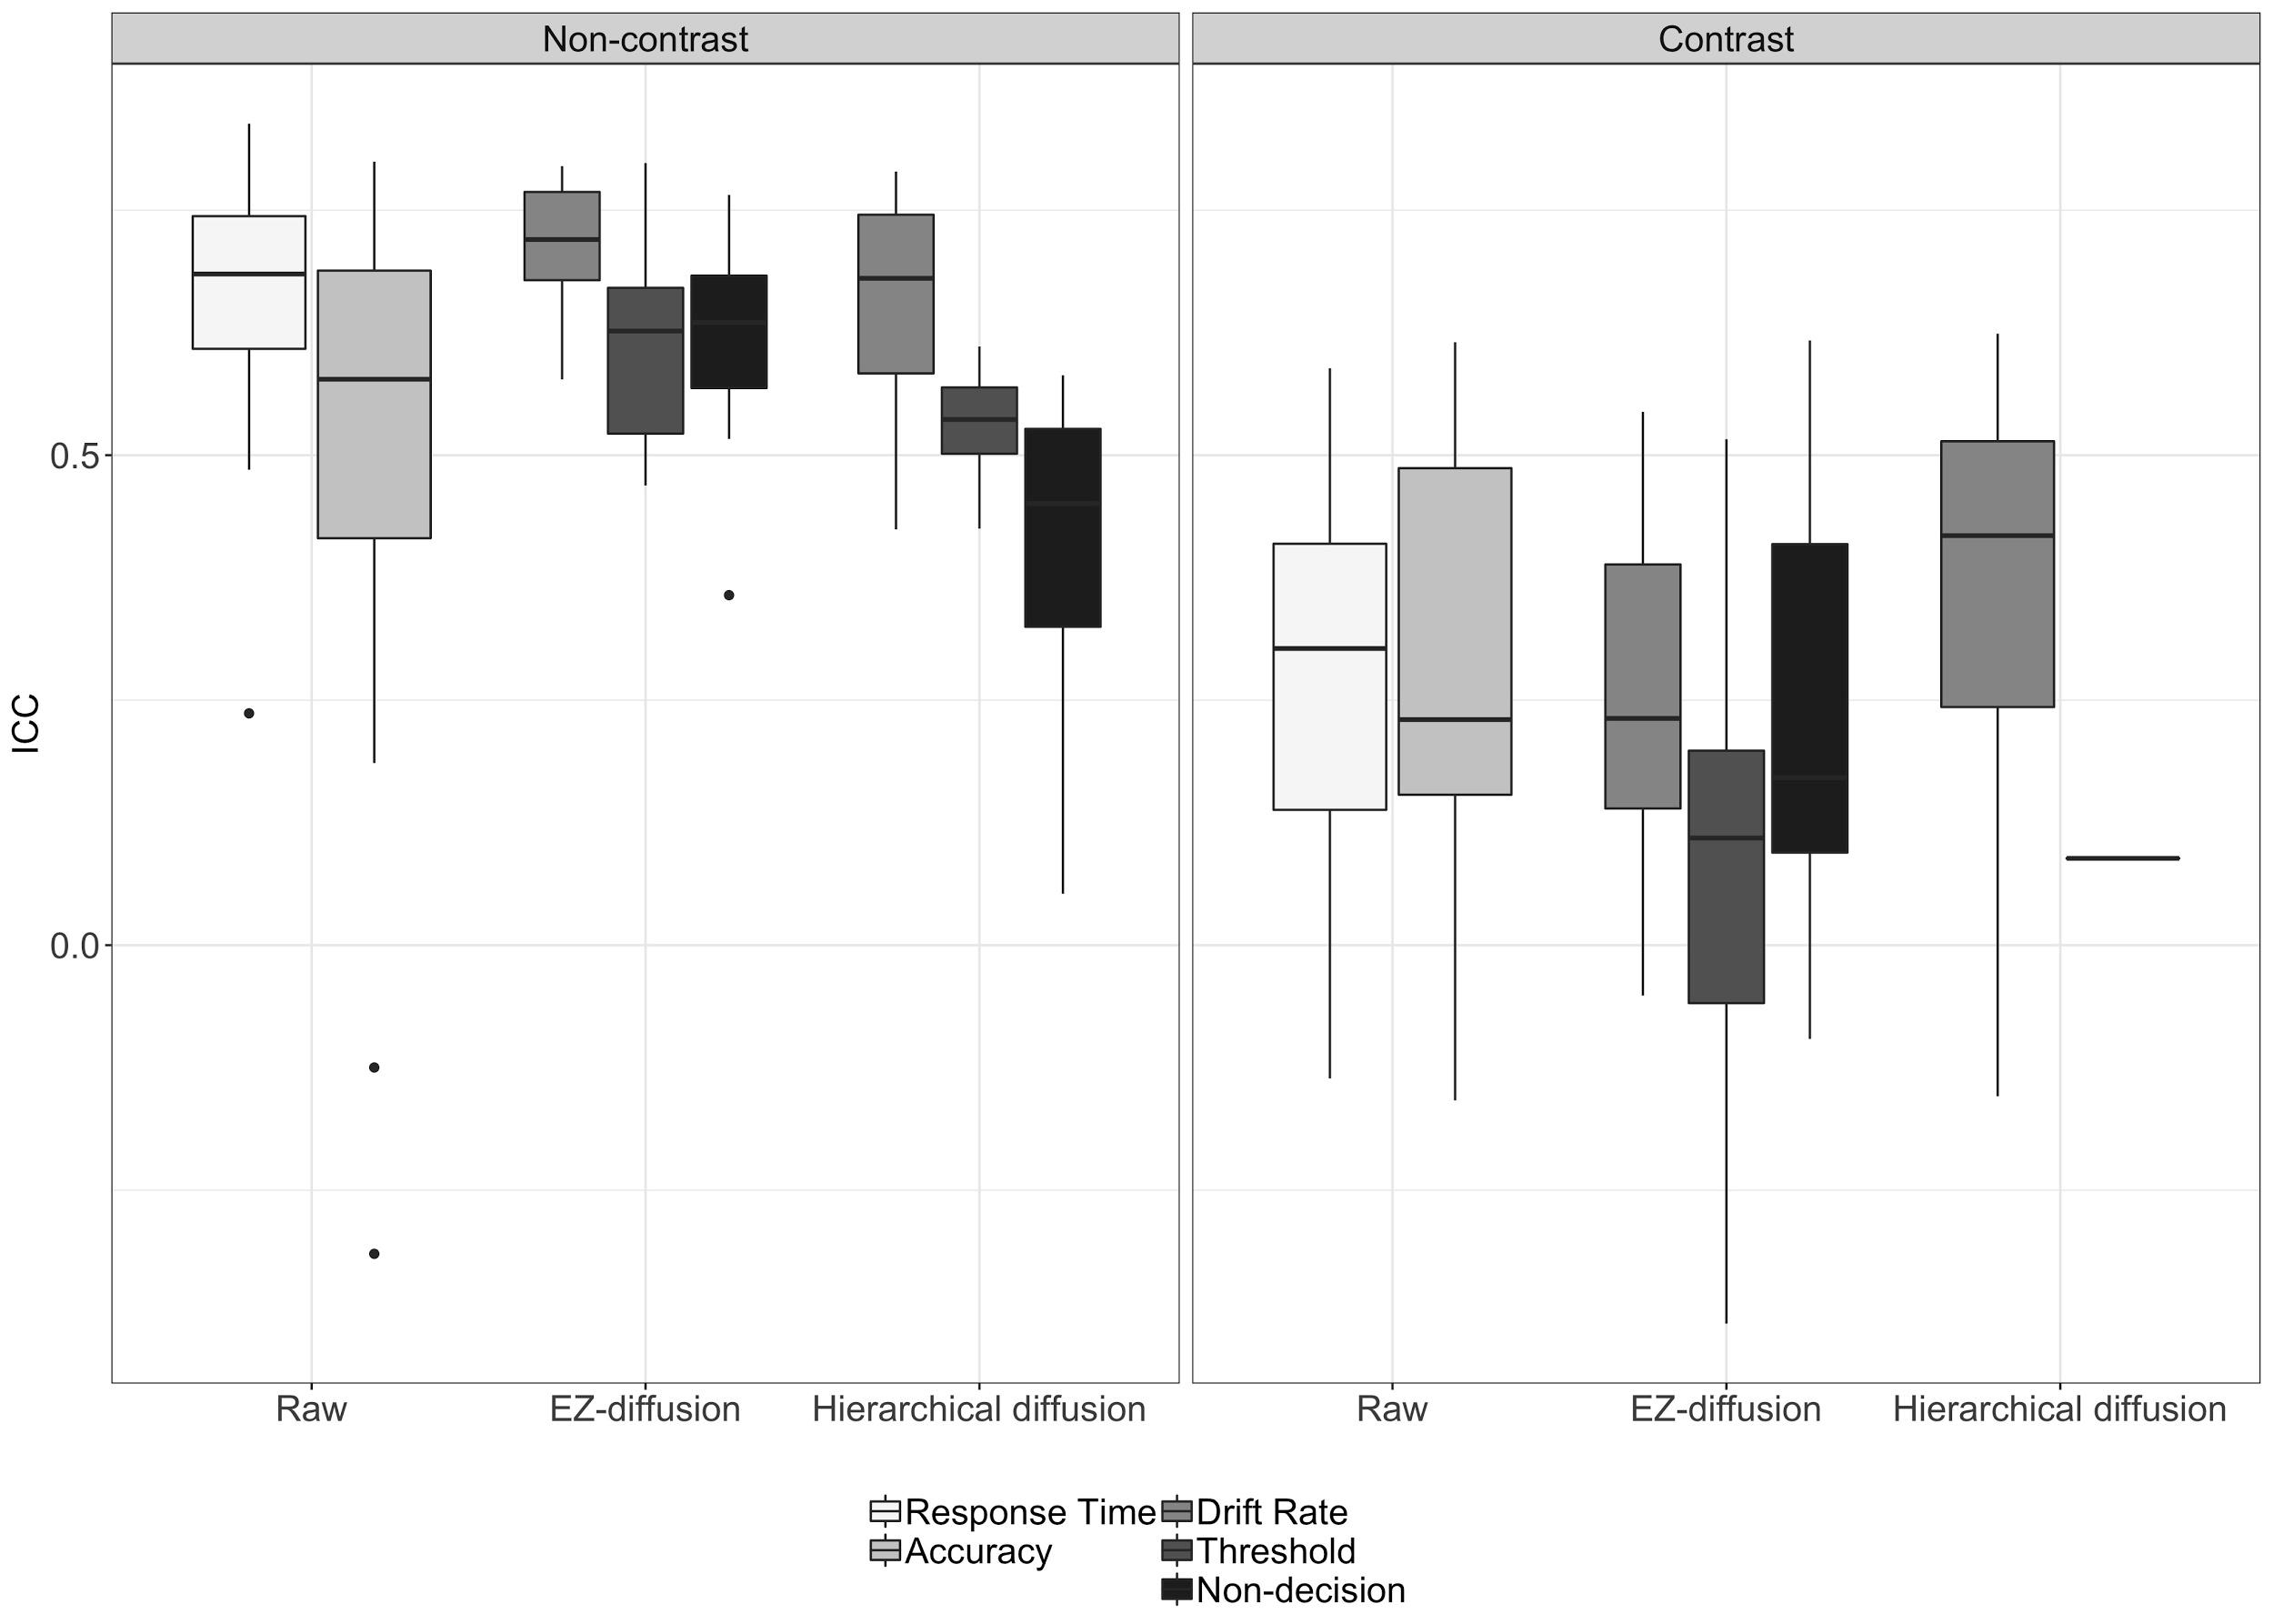 Non-contrast
Contrast
ICC
0.5
0.0
Raw
EZ-diffusion
Hierarchical diffusion
Raw
EZ-diffusion
Hierarchical diffusion
Response Time
Drift Rate
Accuracy
Threshold
Non-decision